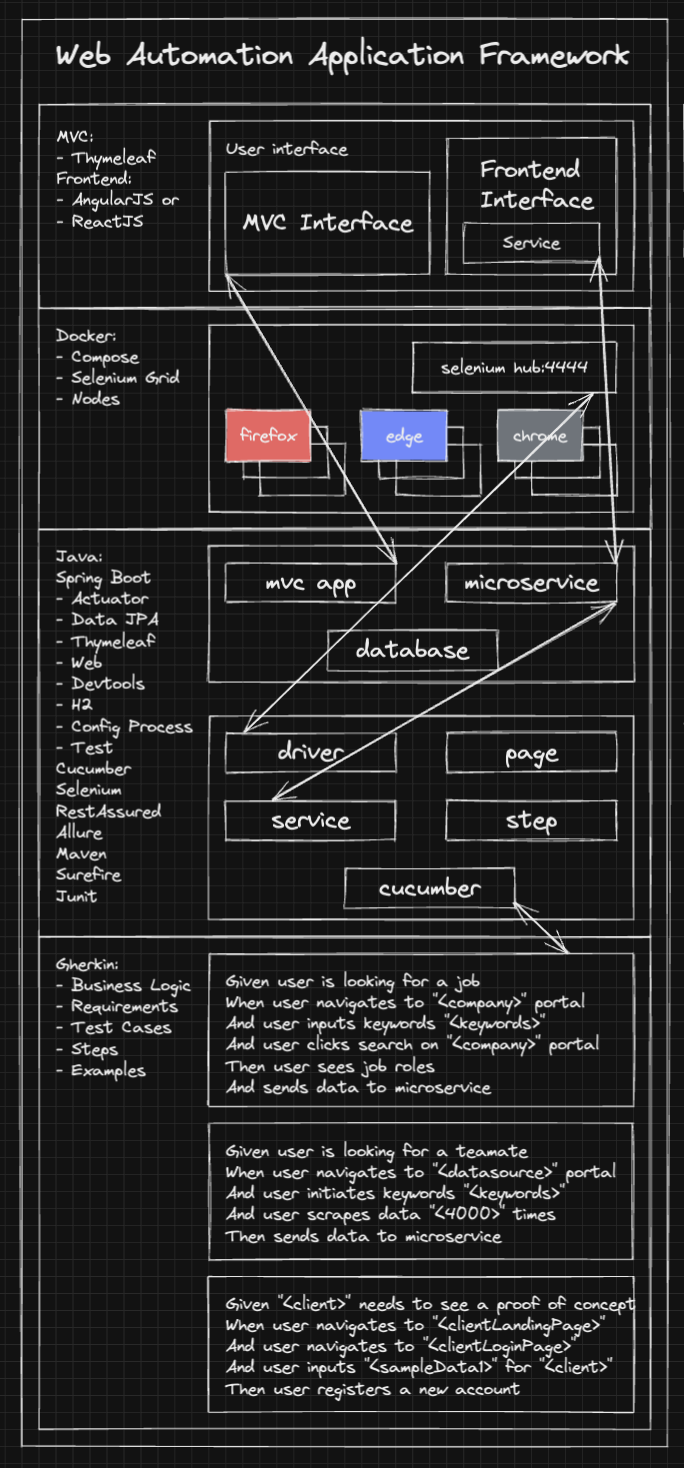 Web Automation Application Framework
MVC:
- Thymeleaf
Frontend:
- AngularJS or
- ReactJS
User interface
MVC Interface
Frontend
Interface
Service
Docker:
- Compose
- Selenium Grid
- Nodes
selenium hub:4444
firefox
edge
chrome
Java:
Spring Boot
- Actuator
- Data JPA
- Thymeleaf
- Web
- Devtools
- H2
- Config Process
- Test
Cucumber
Selenium
RestAssured
Allure
Maven
Surefire
Junit
mvc app
microservice
database
driver
page
service
step
cucumber
Gherkin:
- Business Logic
- Requirements
- Test Cases
- Steps
- Examples
Given user is looking for a job
When user navigates to "<company>" portal
And user inputs keywords "<keywords>"
And user clicks search on "<company>" portal
Then user sees job roles
And sends data to microservice
Given user is looking for a teamate
When user navigates to "<datasource>" portal
And user initiates keywords "<keywords>"
And user scrapes data "<4000>" times
Then sends data to microservice
Given "<client>" needs to see a proof of concept
When user navigates to "<clientLandingPage>"
And user navigates to "<clientLoginPage>"
And user inputs "<sampleData1>" for "<client>"
Then user registers a new account